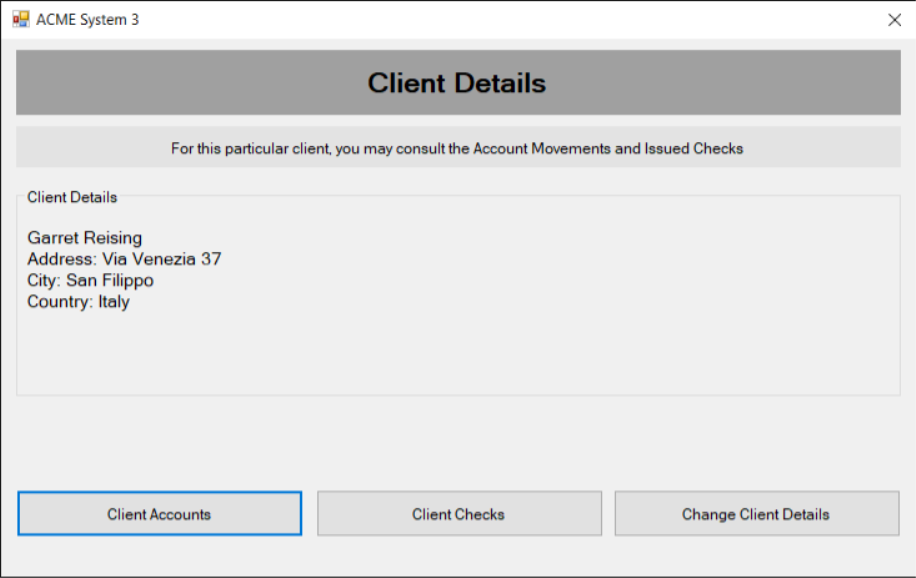 ACME System 3
Client Details
For this particular client, you may consult the Account Movements and Issued Checks
Client Details
Garret Reising
Address: Via Venezia 37
City: San Filippo
Country: Italy
Client Accounts
Client Checks
Change Client Details